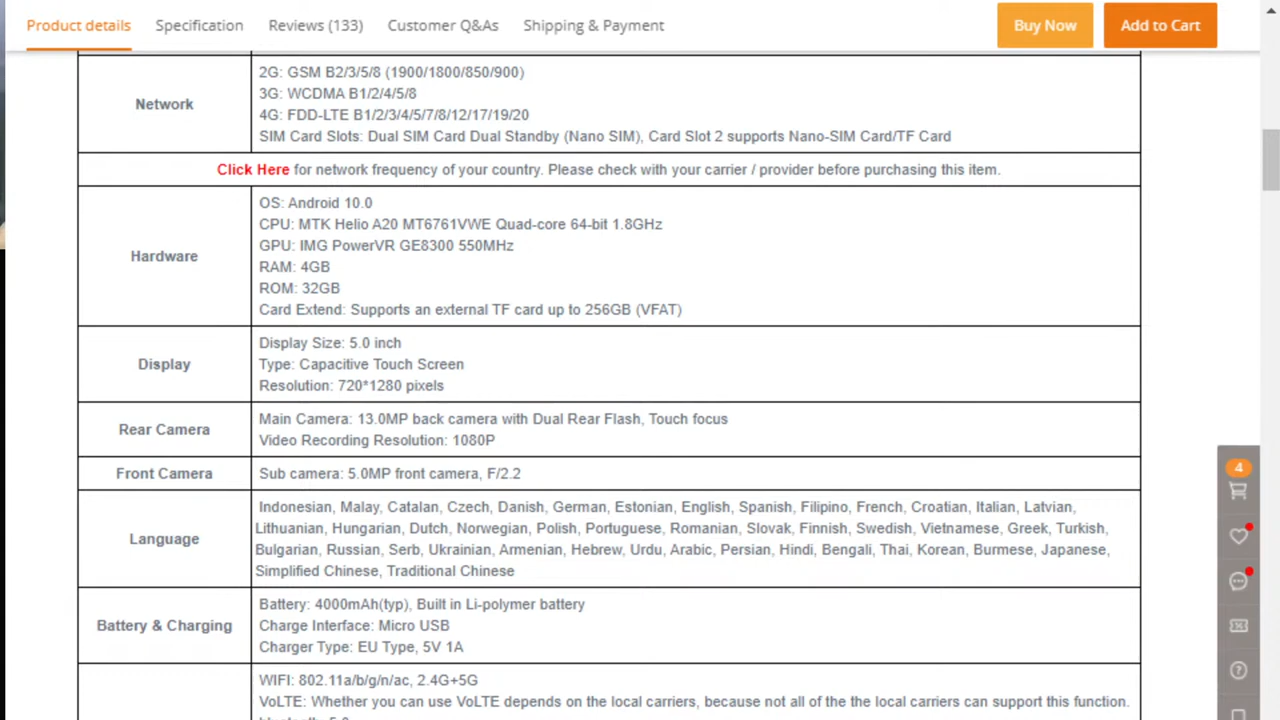 Product details Specification Reviews (133) Customer Q&As Shipping & Payment Buy Now Add to Cart
Network
2G: GSM B2/3/5/8 (1900/1800/850/900)
3G: WCDMA B1/2/4/5/8
4G: FDD-LTE B1/2/3/4/5/7/8/12/17/19/20
SIM Card Slots: Dual SIM Card Dual Standby (Nano SIM), Card Slot 2 supports Nano-SIM Card/TF Card
Click Here for network frequency of your country. Please check with your carrier / provider before purchasing this item.
Hardware
OS: Android 10.0
CPU: MTK Helio A20 MT6761VWE Quad-core 64-bit 1.8GHz
GPU: IMG PowerVR GE8300 550MHz
RAM: 4GB
ROM: 32GB
Card Extend: Supports an external TF card up to 256GB (VFAT)
Display
Display Size: 5.0 inch
Type: Capacitive Touch Screen
Resolution: 720*1280 pixels
Rear Camera
Main Camera: 13.0MP back camera with Dual Rear Flash, Touch focus
Video Recording Resolution: 1080P
Front Camera
Sub camera: 5.0MP front camera, F/2.2
4
Language
Indonesian, Malay, Catalan, Czech, Danish, German, Estonian, English, Spanish, Filipino, French, Croatian, Italian, Latvian,
Lithuanian, Hungarian, Dutch, Norwegian, Polish, Portuguese, Romanian, Slovak, Finnish, Swedish, Vietnamese, Greek, Turkish,
Bulgarian, Russian, Serb, Ukrainian, Armenian, Hebrew, Urdu, Arabic, Persian, Hindi, Bengali, Thai, Korean, Burmese, Japanese,
Simplified Chinese, Traditional Chinese
Battery & Charging
Battery: 4000mAh(typ), Built in Li-polymer battery
Charge Interface: Micro USB
Charger Type: EU Type, 5V 1A
WIFI: 802.11a/b/g/n/ac, 2.4G+5G
VoLTE: Whether you can use VoLTE depends on the local carriers, because not all of the the local carriers can support this function.